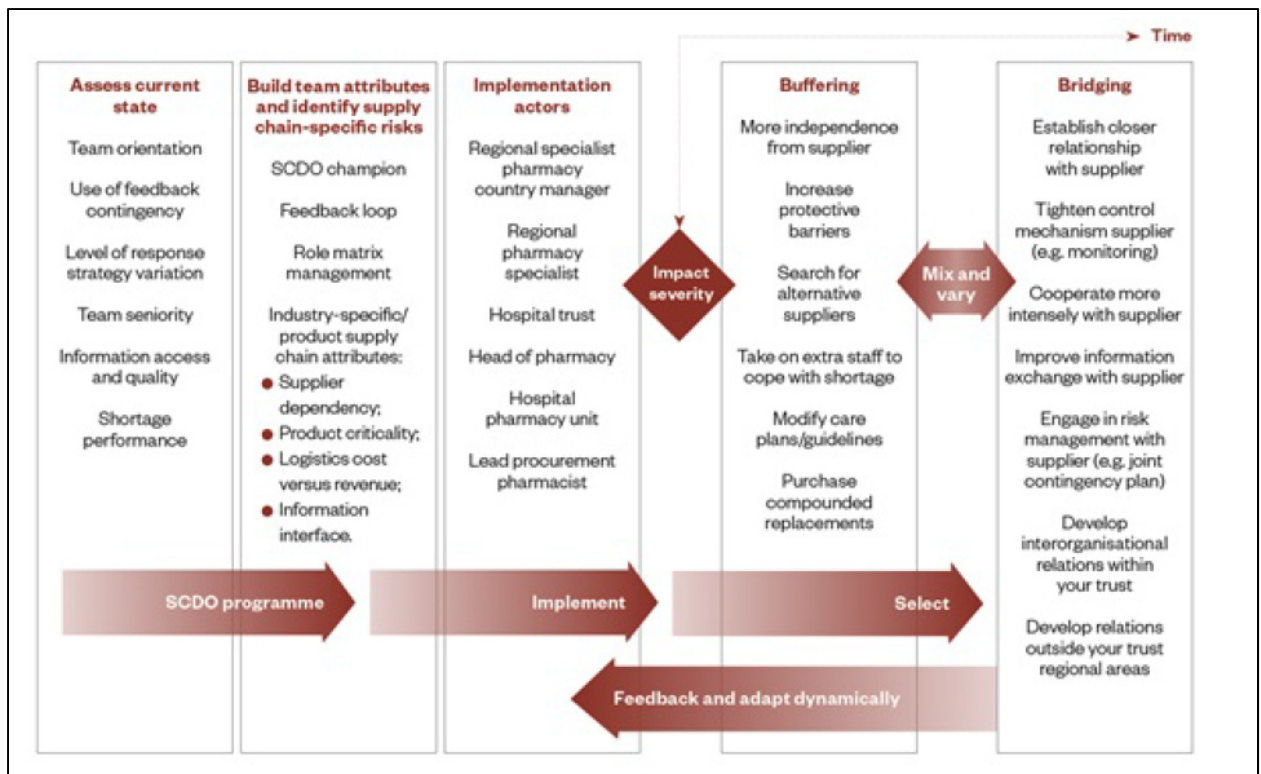 Time
Assess current
state
Team orientation
Use of feedback
contingency
Level of response
strategy variation
Team seniority
Information access
and quality
Shortage
performance
Build team attributes
and identify supply
chain-specific risks
SCDO champion
Feedback loop
Role matrix
management
Industry-specific/
product supply
chain attributes:
● Supplier
dependency;
● Product criticality;
● Logistics cost
versus revenue;
● Information
interface.
Implementation
actors
Regional specialist
pharmacy
country manager
Regional
pharmacy
specialist
Hospital trust
Head of pharmacy
Hospital
pharmacy unit
Lead procurement
pharmacist
Impact
severity
Buffering
More independence
from supplier
Increase
protective
barriers
Search for
alternative
suppliers
Take on extra staff to
cope with shortage
Modify care
plans/guidelines
Purchase
compounded
replacements
Mix and
vary
Bridging
Establish closer
relationship
with supplier
Tighten control
mechanism supplier
(e.g. monitoring)
Cooperate more
intensely with supplier
Improve information
exchange with supplier
Engage in risk
management with
supplier (e.g. joint
contingency plan)
Develop
interorganisational
relations within
your trust
Develop relations
outside your trust
regional areas
SCDO programme
Implement
Select
Feedback and adapt dynamically